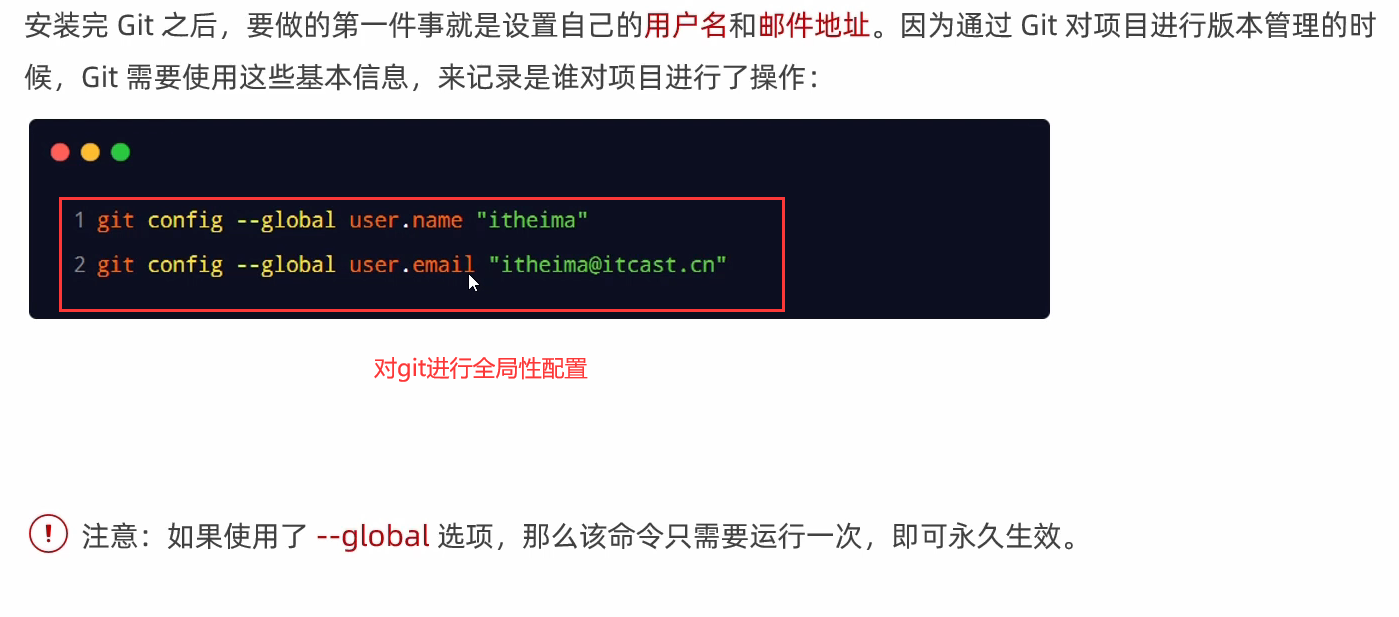 安装完 Git 之后，要做的第一件事就是设置自己的用户名和邮件地址。因为通过 Git 对项目进行版本管理的时
候，Git 需要使用这些基本信息，来记录是谁对项目进行了操作：
1 git config --global user.name "itheima"
2 git config --global user.email "itheima@itcast.cn"
对git进行全局性配置
! 注意：如果使用了 --global 选项，那么该命令只需要运行一次，即可永久生效。